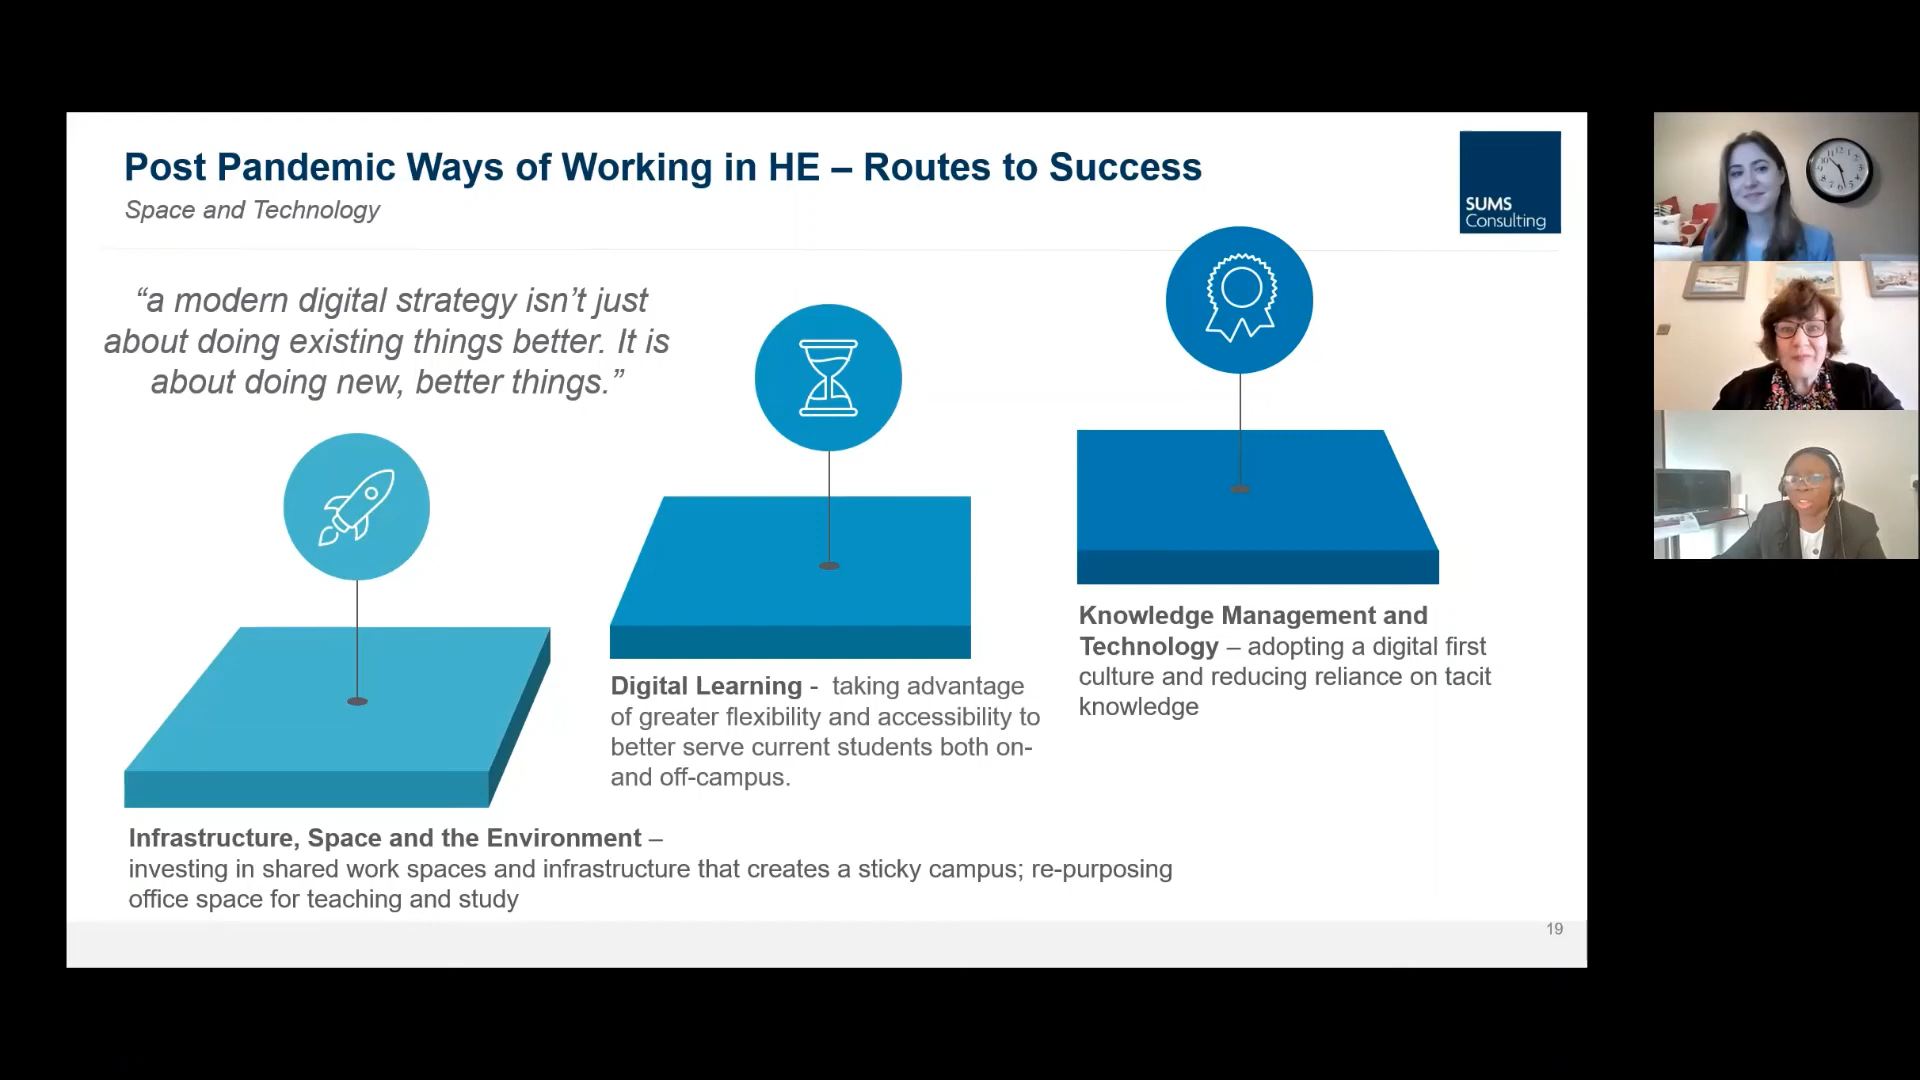 Post Pandemic Ways of Working in HE – Routes to Success
Space and Technology
SUMS
Consulting
“a modern digital strategy isn’t just
about doing existing things better. It is
about doing new, better things.”
Knowledge Management and
Technology – adopting a digital first
culture and reducing reliance on tacit
knowledge
Digital Learning - taking advantage
of greater flexibility and accessibility to
better serve current students both on-
and off-campus.
Infrastructure, Space and the Environment –
investing in shared work spaces and infrastructure that creates a sticky campus; re-purposing
office space for teaching and study
19